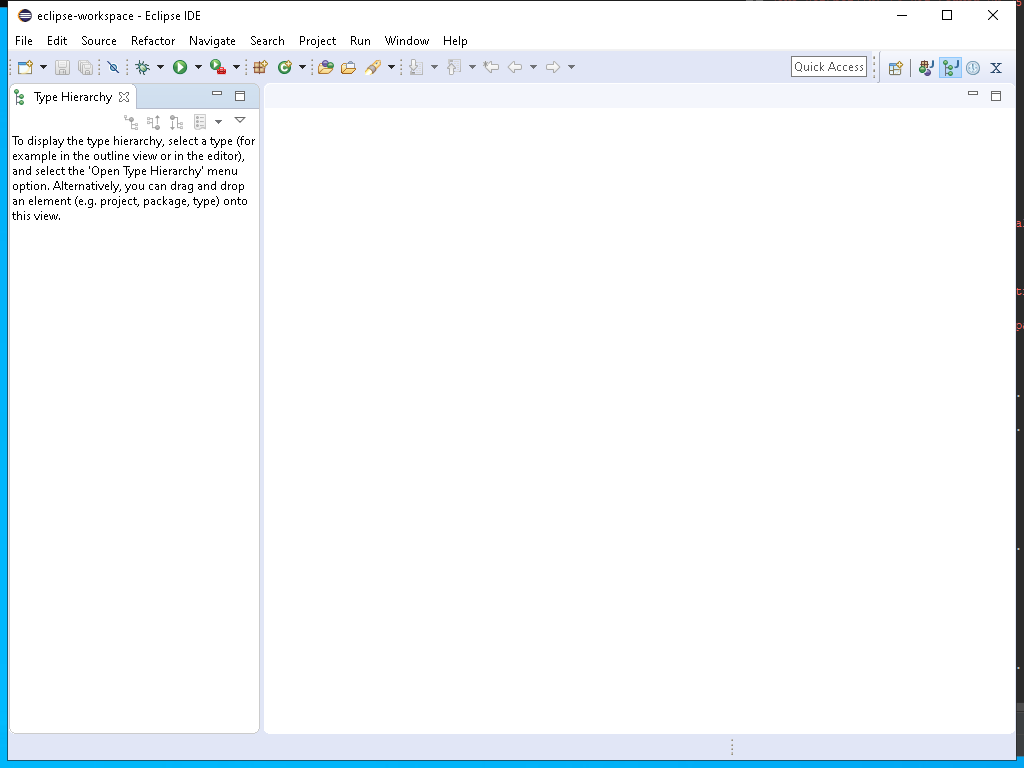 eclipse-workspace - Eclipse IDE
File Edit Source Refactor Navigate Search Project Run Window Help
Quick Access
X
Type Hierarchy
To display the type hierarchy, select a type (for
example in the outline view or in the editor),
and select the 'Open Type Hierarchy' menu
option. Alternatively, you can drag and drop
an element (e.g. project, package, type) onto
this view.